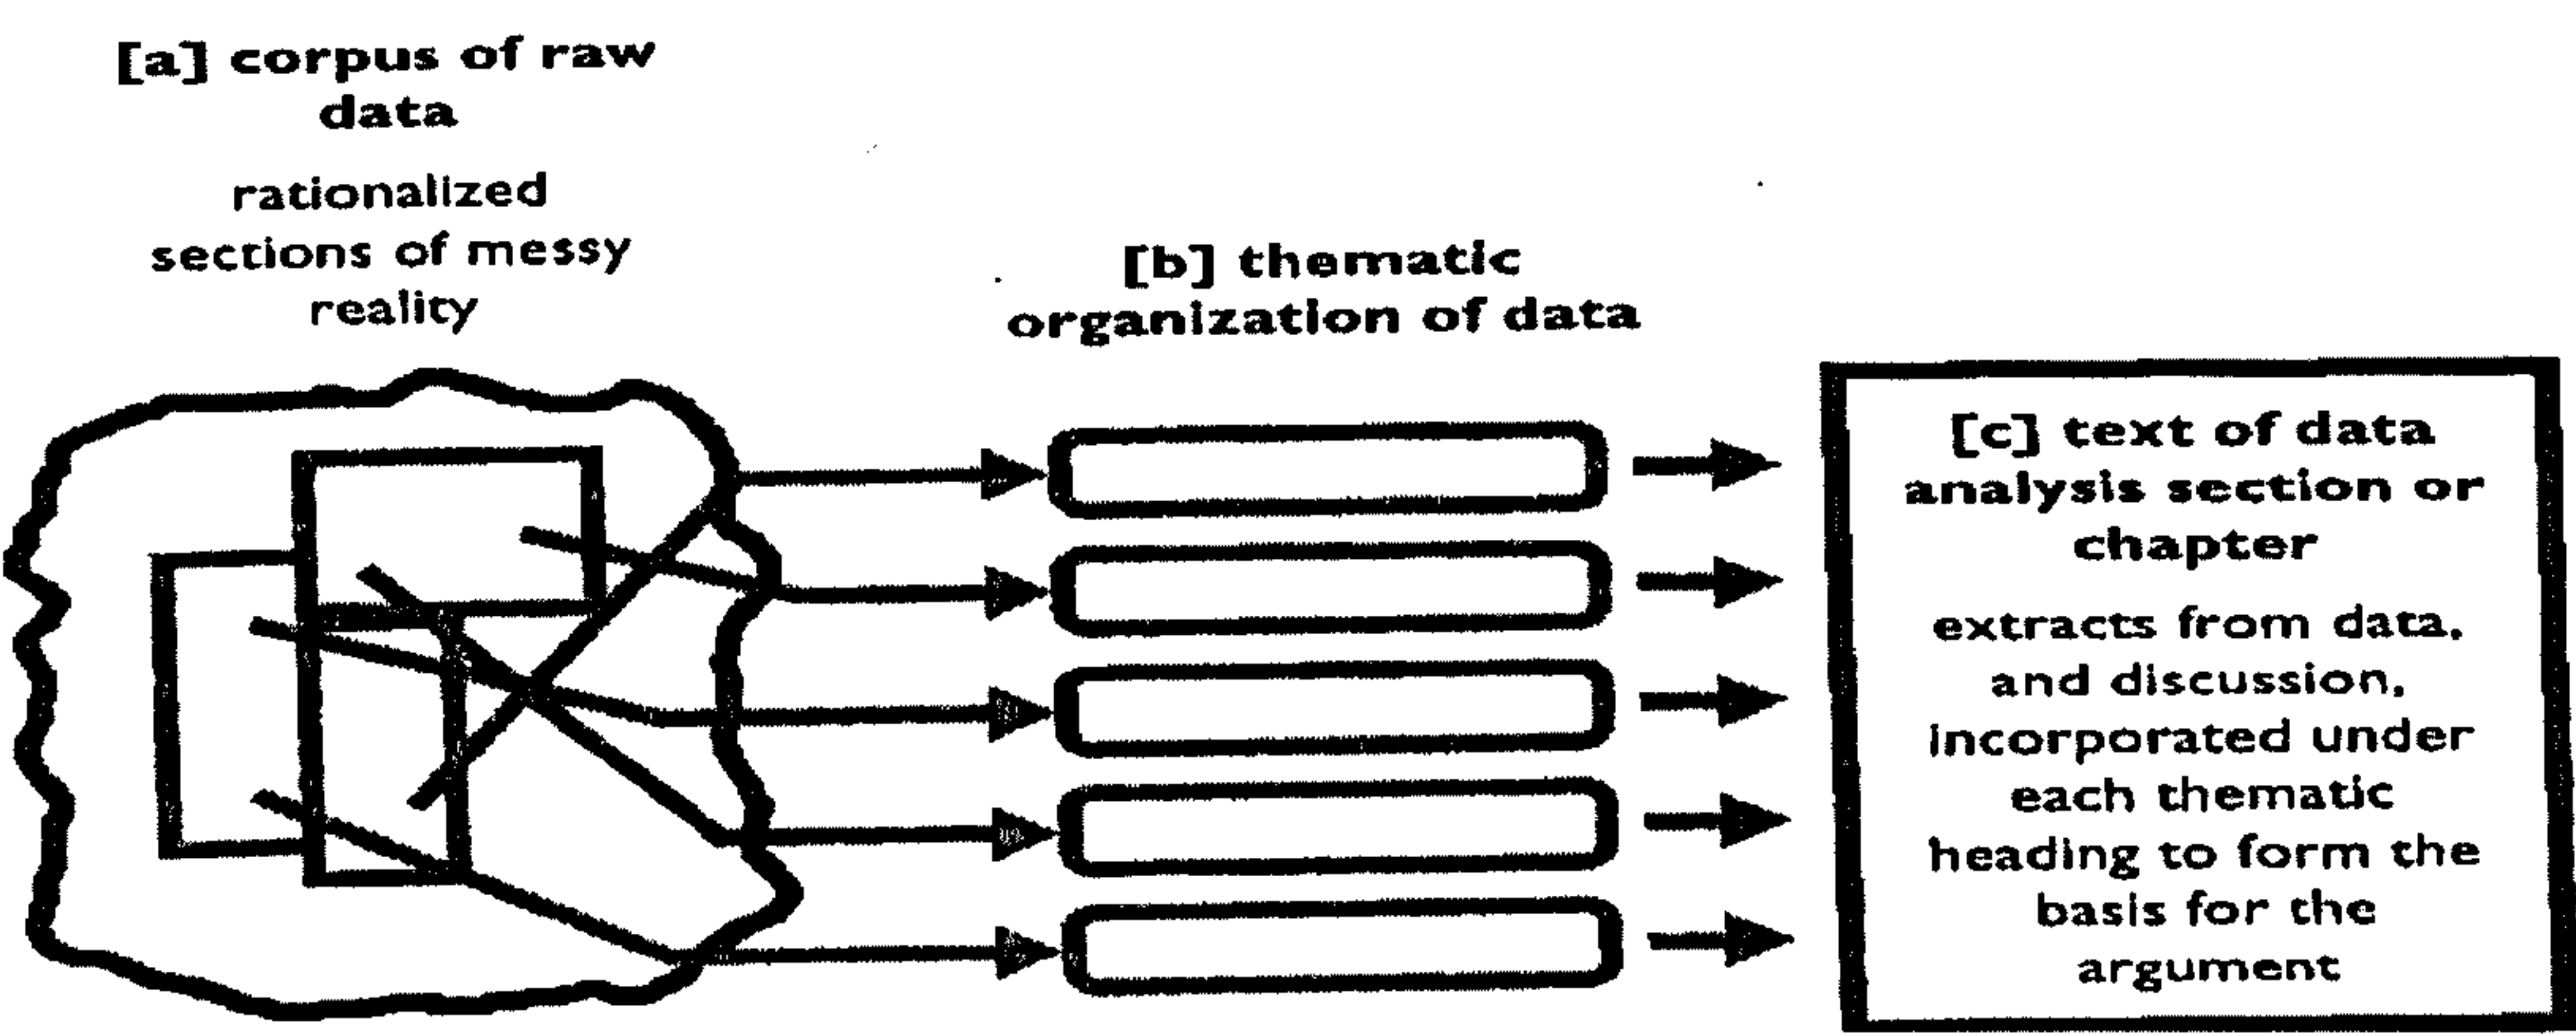 [a] corpus of raw
data
rationalized
sections of messy
reality
[b] thematic
organization of data
[c] text of data
analysis section or
chapter
extracts from data,
and discussion,
incorporated under
each thematic
heading to form the
basis for the
argument